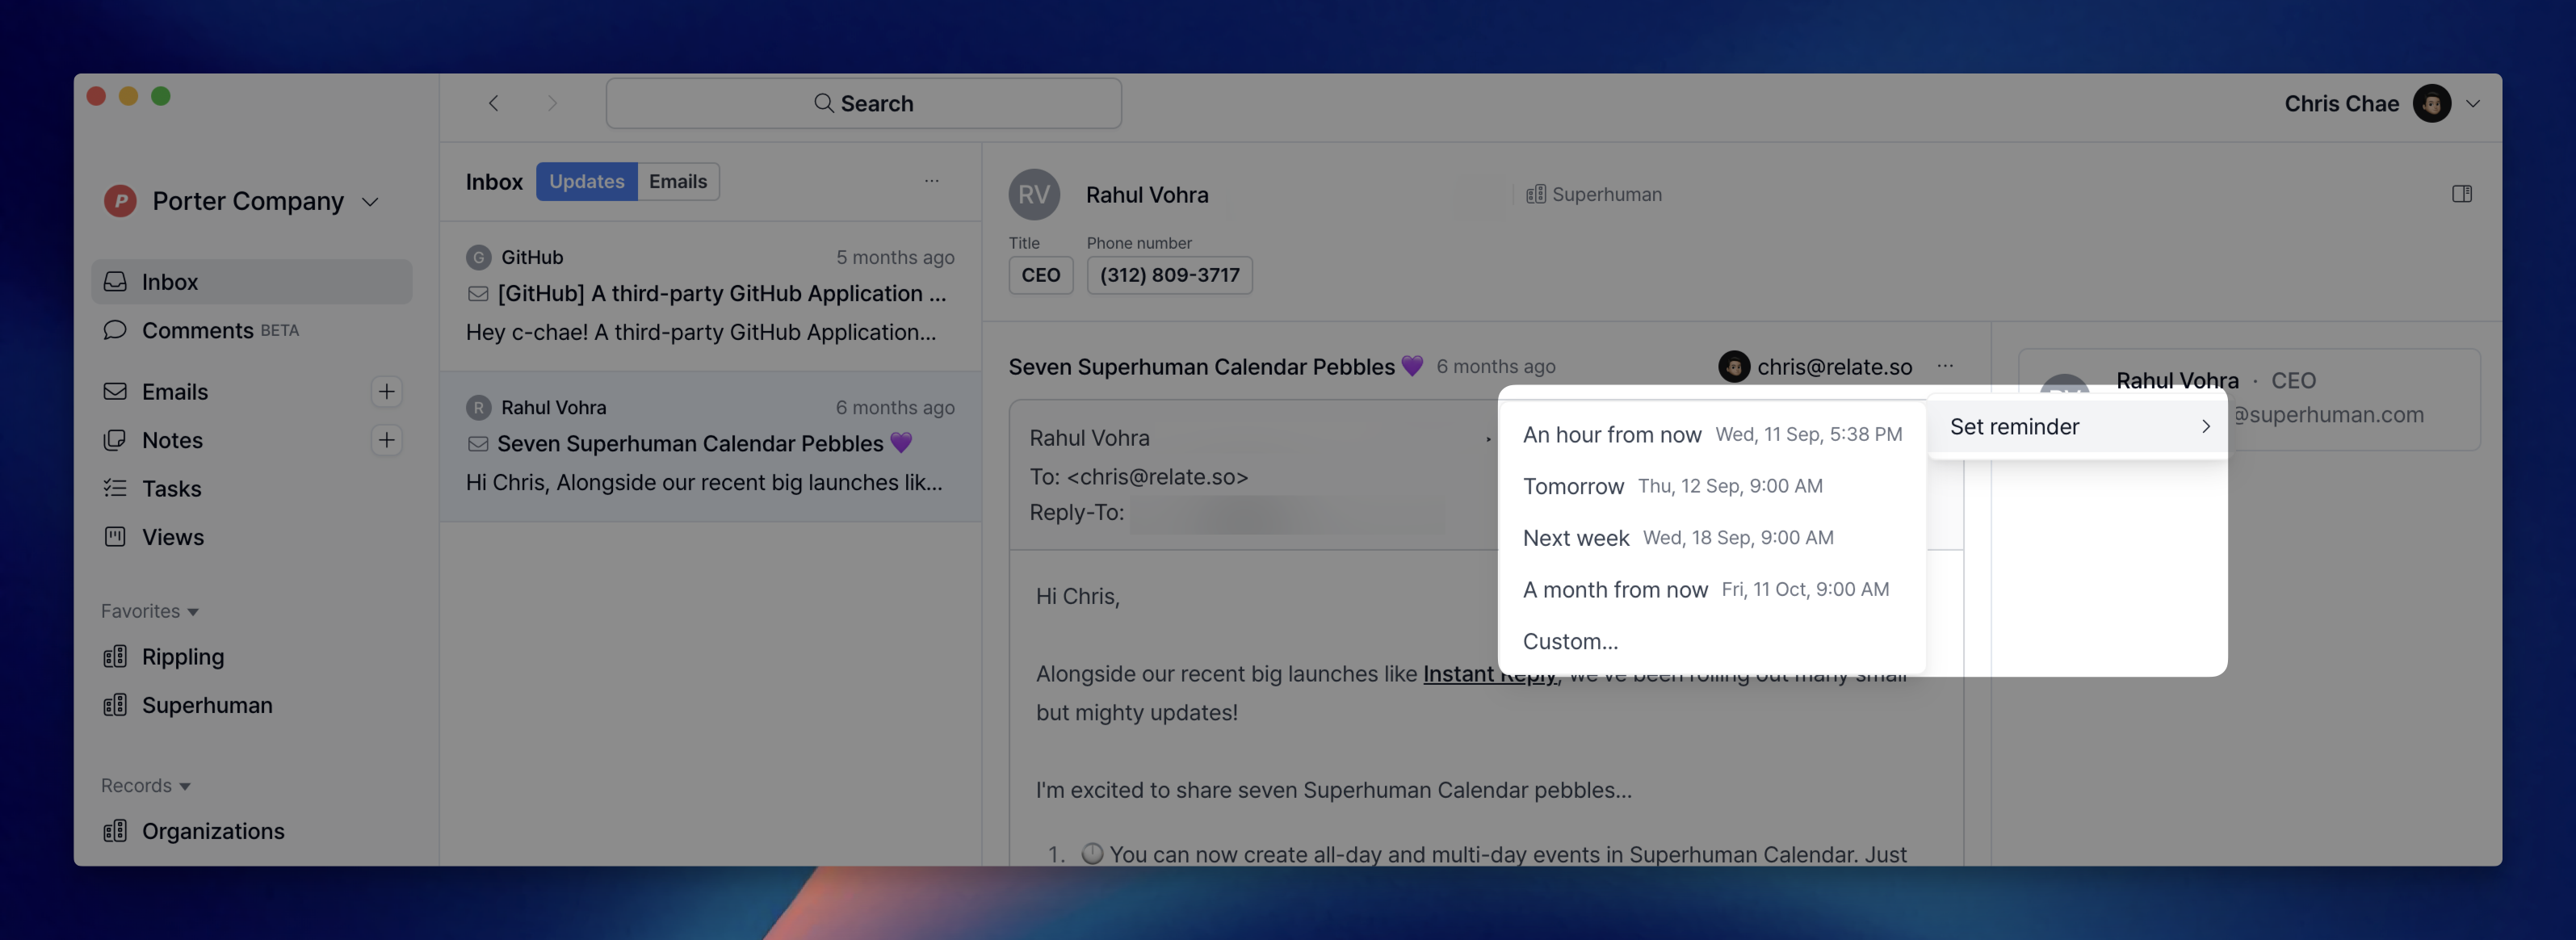 Search
Chris Chae
P Porter Company
Inbox
Comments BETA
Emails
Notes
Tasks
Views
Favorites
Rippling
Superhuman
Records
Organizations
Inbox Updates Emails
G GitHub 5 months ago
[GitHub] A third-party GitHub Application ...
Hey c-chae! A third-party GitHub Application...
R Rahul Vohra 6 months ago
Seven Superhuman Calendar Pebbles 💜
Hi Chris, Alongside our recent big launches lik...
RV Rahul Vohra Superhuman
Title Phone number
CEO (312) 809-3717
Seven Superhuman Calendar Pebbles 💜 6 months ago chris@relate.so
Rahul Vohra
To: <chris@relate.so>
Reply-To:
Hi Chris,
Alongside our recent big launches like Instant Reply, we've been rolling out many small
but mighty updates!
I'm excited to share seven Superhuman Calendar pebbles...
1. You can now create all-day and multi-day events in Superhuman Calendar. Just
An hour from now Wed, 11 Sep, 5:38 PM
Tomorrow Thu, 12 Sep, 9:00 AM
Next week Wed, 18 Sep, 9:00 AM
A month from now Fri, 11 Oct, 9:00 AM
Custom...
Set reminder
Rahul Vohra · CEO
@superhuman.com